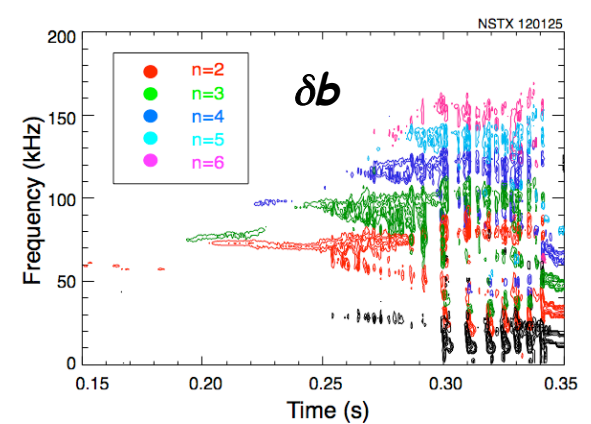 NSTX 120125
200
150
100
50
0
Frequency (kHz)
n=2
n=3
n=4
n=5
n=6
δb
0.15
0.20
0.25
0.30
0.35
Time (s)